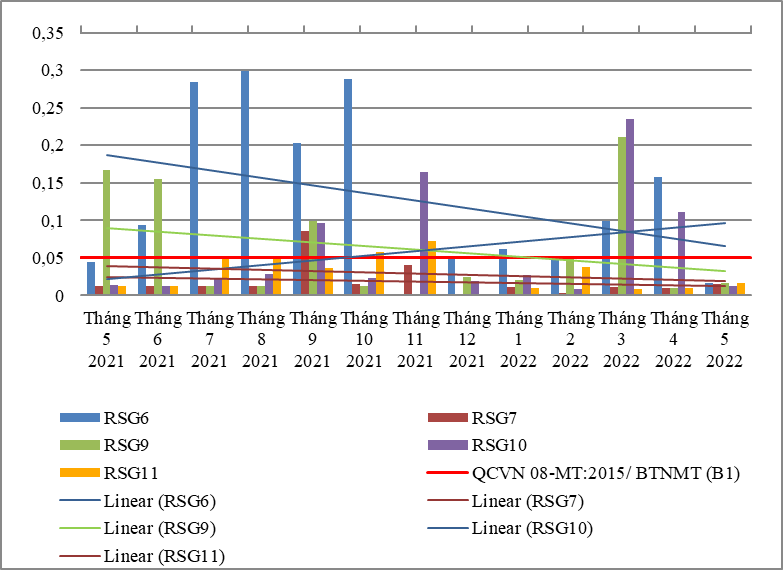 0,35
0,3
0,25
0,2
0,15
0,1
0,05
0
Tháng Tháng Tháng Tháng Tháng Tháng Tháng Tháng Tháng Tháng Tháng Tháng Tháng
5 6 7 8 9 10 11 12 1 2 3 4 5
2021 2021 2021 2021 2021 2021 2021 2021 2022 2022 2022 2022 2022
RSG6 RSG7
RSG9 RSG10
RSG11 QCVN 08-MT:2015/ BTNMT (B1)
Linear (RSG6) Linear (RSG7)
Linear (RSG9) Linear (RSG10)
Linear (RSG11)